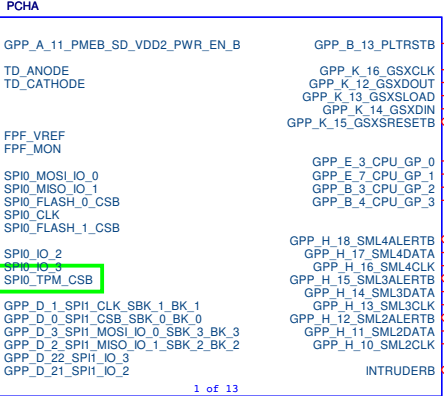 PCHA
GPP_A_11_PMEB_SD_VDD2_PWR_EN_B GPP_B_13_PLTRSTB
TD_ANODE GPP_K_16_GSXCLK
TD_CATHODE GPP_K_12_GSXDOUT
GPP_K_13_GSXSLOAD
GPP_K_14_GSXDIN
GPP_K_15_GSXSRESETB
FPF_VREF
FPF_MON
GPP_E_3_CPU_GP_0
SPI0_MOSI_IO_0 GPP_E_7_CPU_GP_1
SPI0_MISO_IO_1 GPP_B_3_CPU_GP_2
SPI0_FLASH_0_CSB GPP_B_4_CPU_GP_3
SPI0_CLK
SPI0_FLASH_1_CSB
GPP_H_18_SML4ALERTB
SPI0_IO_2 GPP_H_17_SML4DATA
SPI0_IO_3 GPP_H_16_SML4CLK
SPI0_TPM_CSB GPP_H_15_SML3ALERTB
GPP_H_14_SML3DATA
GPP_D_1_SPI1_CLK_SBK_1_BK_1 GPP_H_13_SML3CLK
GPP_D_0_SPI1_CSB_SBK_0_BK_0 GPP_H_12_SML2ALERTB
GPP_D_3_SPI1_MOSI_IO_0_SBK_3_BK_3 GPP_H_11_SML2DATA
GPP_D_2_SPI1_MISO_IO_1_SBK_2_BK_2 GPP_H_10_SML2CLK
GPP_D_22_SPI1_IO_3
GPP_D_21_SPI1_IO_2 INTRUDERB
1 of 13